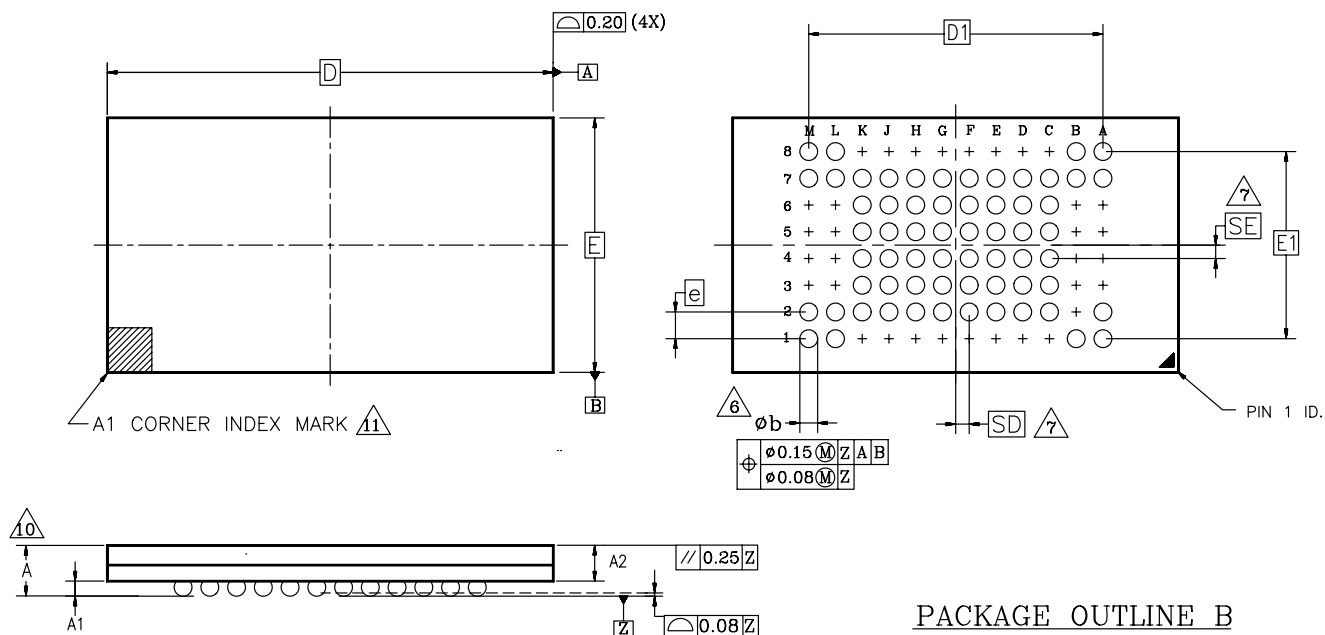 ⌓ 0.20 (4X)
D
A
D1
M L K J H G F E D C B A
8
7
6
5
4
3
2
1
E
B
A1 CORNER INDEX MARK 11
e
7
SE
E1
6
øb
SD 7
PIN 1 ID.
⌖ ø0.15 Ⓜ Z A B
ø0.08 Ⓜ Z
10
A
A1
A2
// 0.25 Z
Z
⌓ 0.08 Z
PACKAGE OUTLINE B